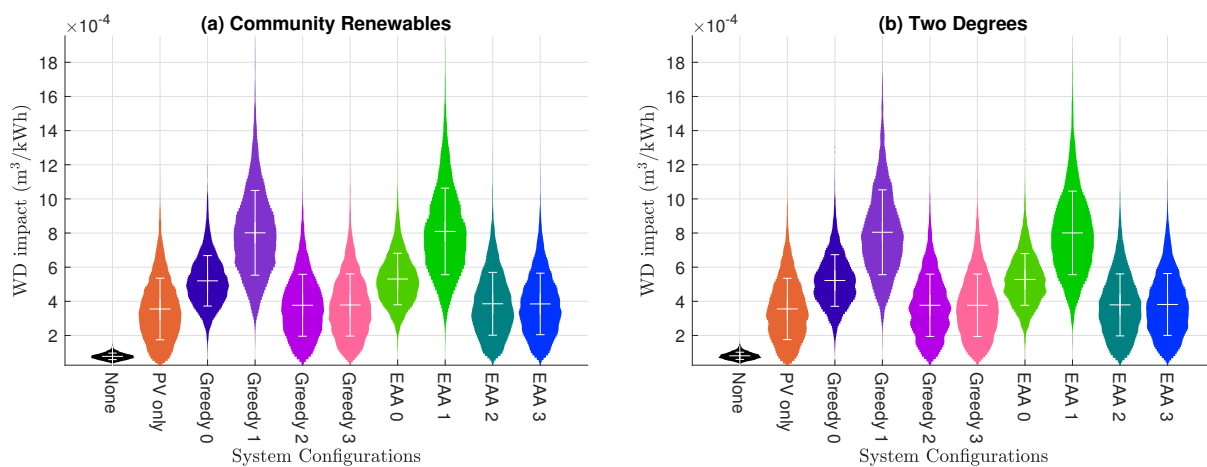 (a) Community Renewables
×10⁻⁴
18
16
14
12
10
8
6
4
2
WD impact (m³/kWh)
None
PV only
Greedy 0
Greedy 1
Greedy 2
Greedy 3
EAA 0
EAA 1
EAA 2
EAA 3
System Configurations
(b) Two Degrees
×10⁻⁴
18
16
14
12
10
8
6
4
2
WD impact (m³/kWh)
None
PV only
Greedy 0
Greedy 1
Greedy 2
Greedy 3
EAA 0
EAA 1
EAA 2
EAA 3
System Configurations